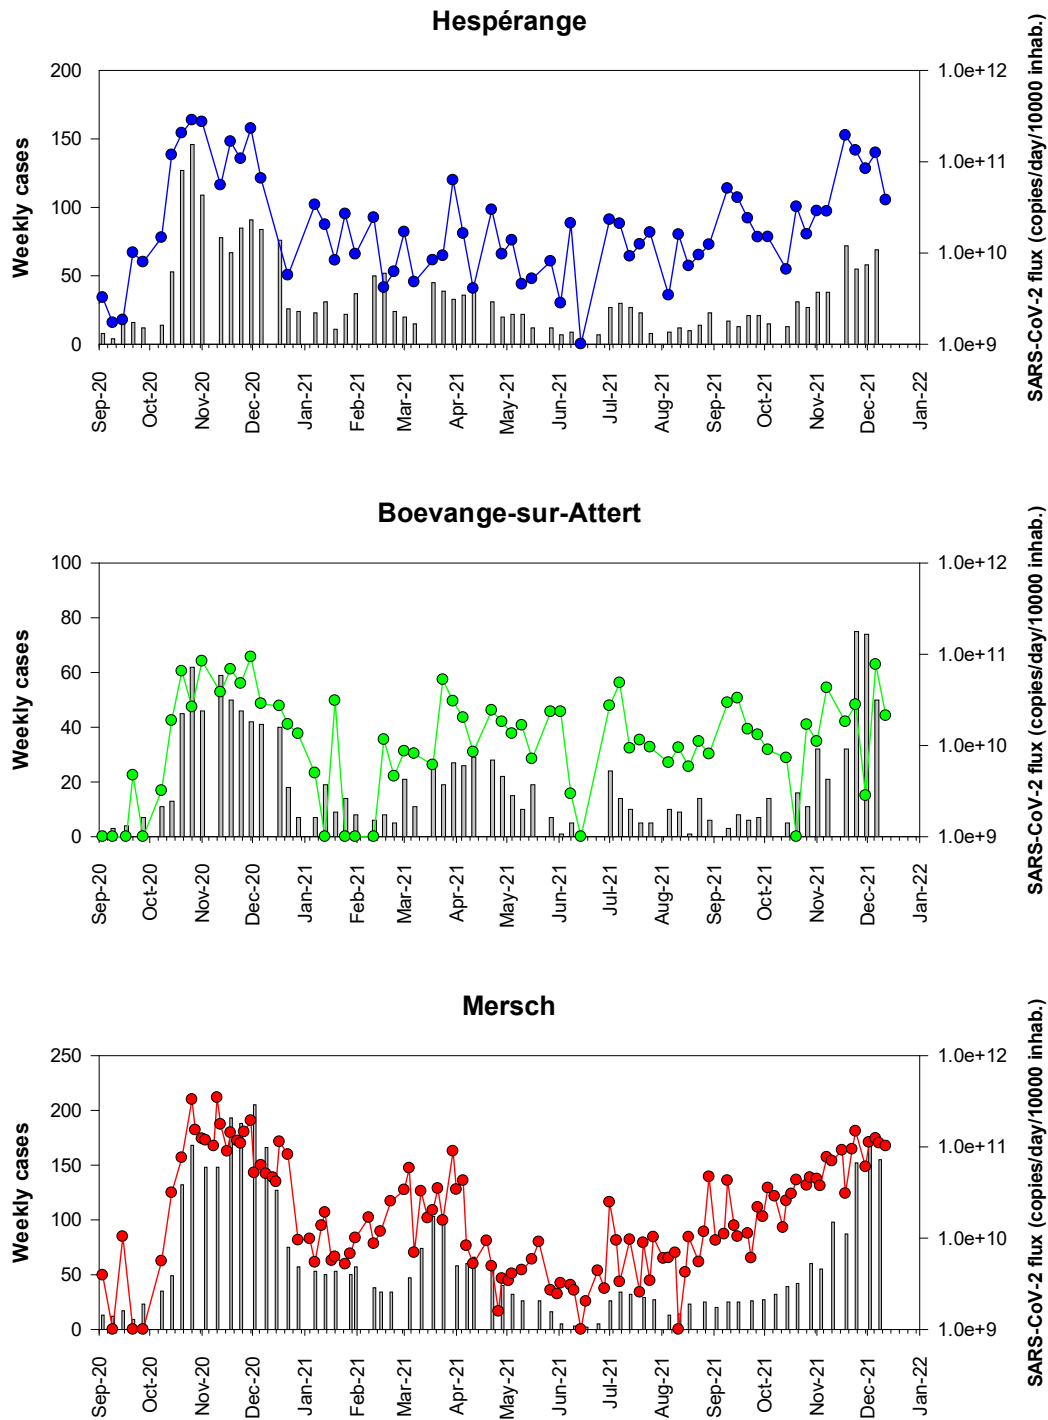 Hespérange
Weekly cases
200
150
100
50
0
1.0e+12
1.0e+11
1.0e+10
1.0e+9
SARS-CoV-2 flux (copies/day/10000 inhab.)
Sep-20
Oct-20
Nov-20
Dec-20
Jan-21
Feb-21
Mar-21
Apr-21
May-21
Jun-21
Jul-21
Aug-21
Sep-21
Oct-21
Nov-21
Dec-21
Jan-22
Boevange-sur-Attert
Weekly cases
100
80
60
40
20
0
1.0e+12
1.0e+11
1.0e+10
1.0e+9
SARS-CoV-2 flux (copies/day/10000 inhab.)
Sep-20
Oct-20
Nov-20
Dec-20
Jan-21
Feb-21
Mar-21
Apr-21
May-21
Jun-21
Jul-21
Aug-21
Sep-21
Oct-21
Nov-21
Dec-21
Jan-22
Mersch
Weekly cases
250
200
150
100
50
0
1.0e+12
1.0e+11
1.0e+10
1.0e+9
SARS-CoV-2 flux (copies/day/10000 inhab.)
Sep-20
Oct-20
Nov-20
Dec-20
Jan-21
Feb-21
Mar-21
Apr-21
May-21
Jun-21
Jul-21
Aug-21
Sep-21
Oct-21
Nov-21
Dec-21
Jan-22